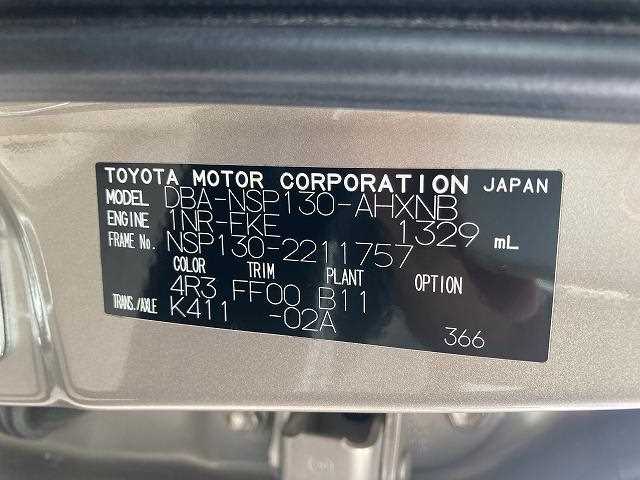 TOYOTA MOTOR CORPORATION JAPAN
MODEL DBA-NSP130-AHXNB
ENGINE 1NR-FKE 1329 mL
FRAME No. NSP130-2211757
COLOR TRIM PLANT OPTION
4R3 FF00 B11
TRANS./AXLE K411 -02A
366